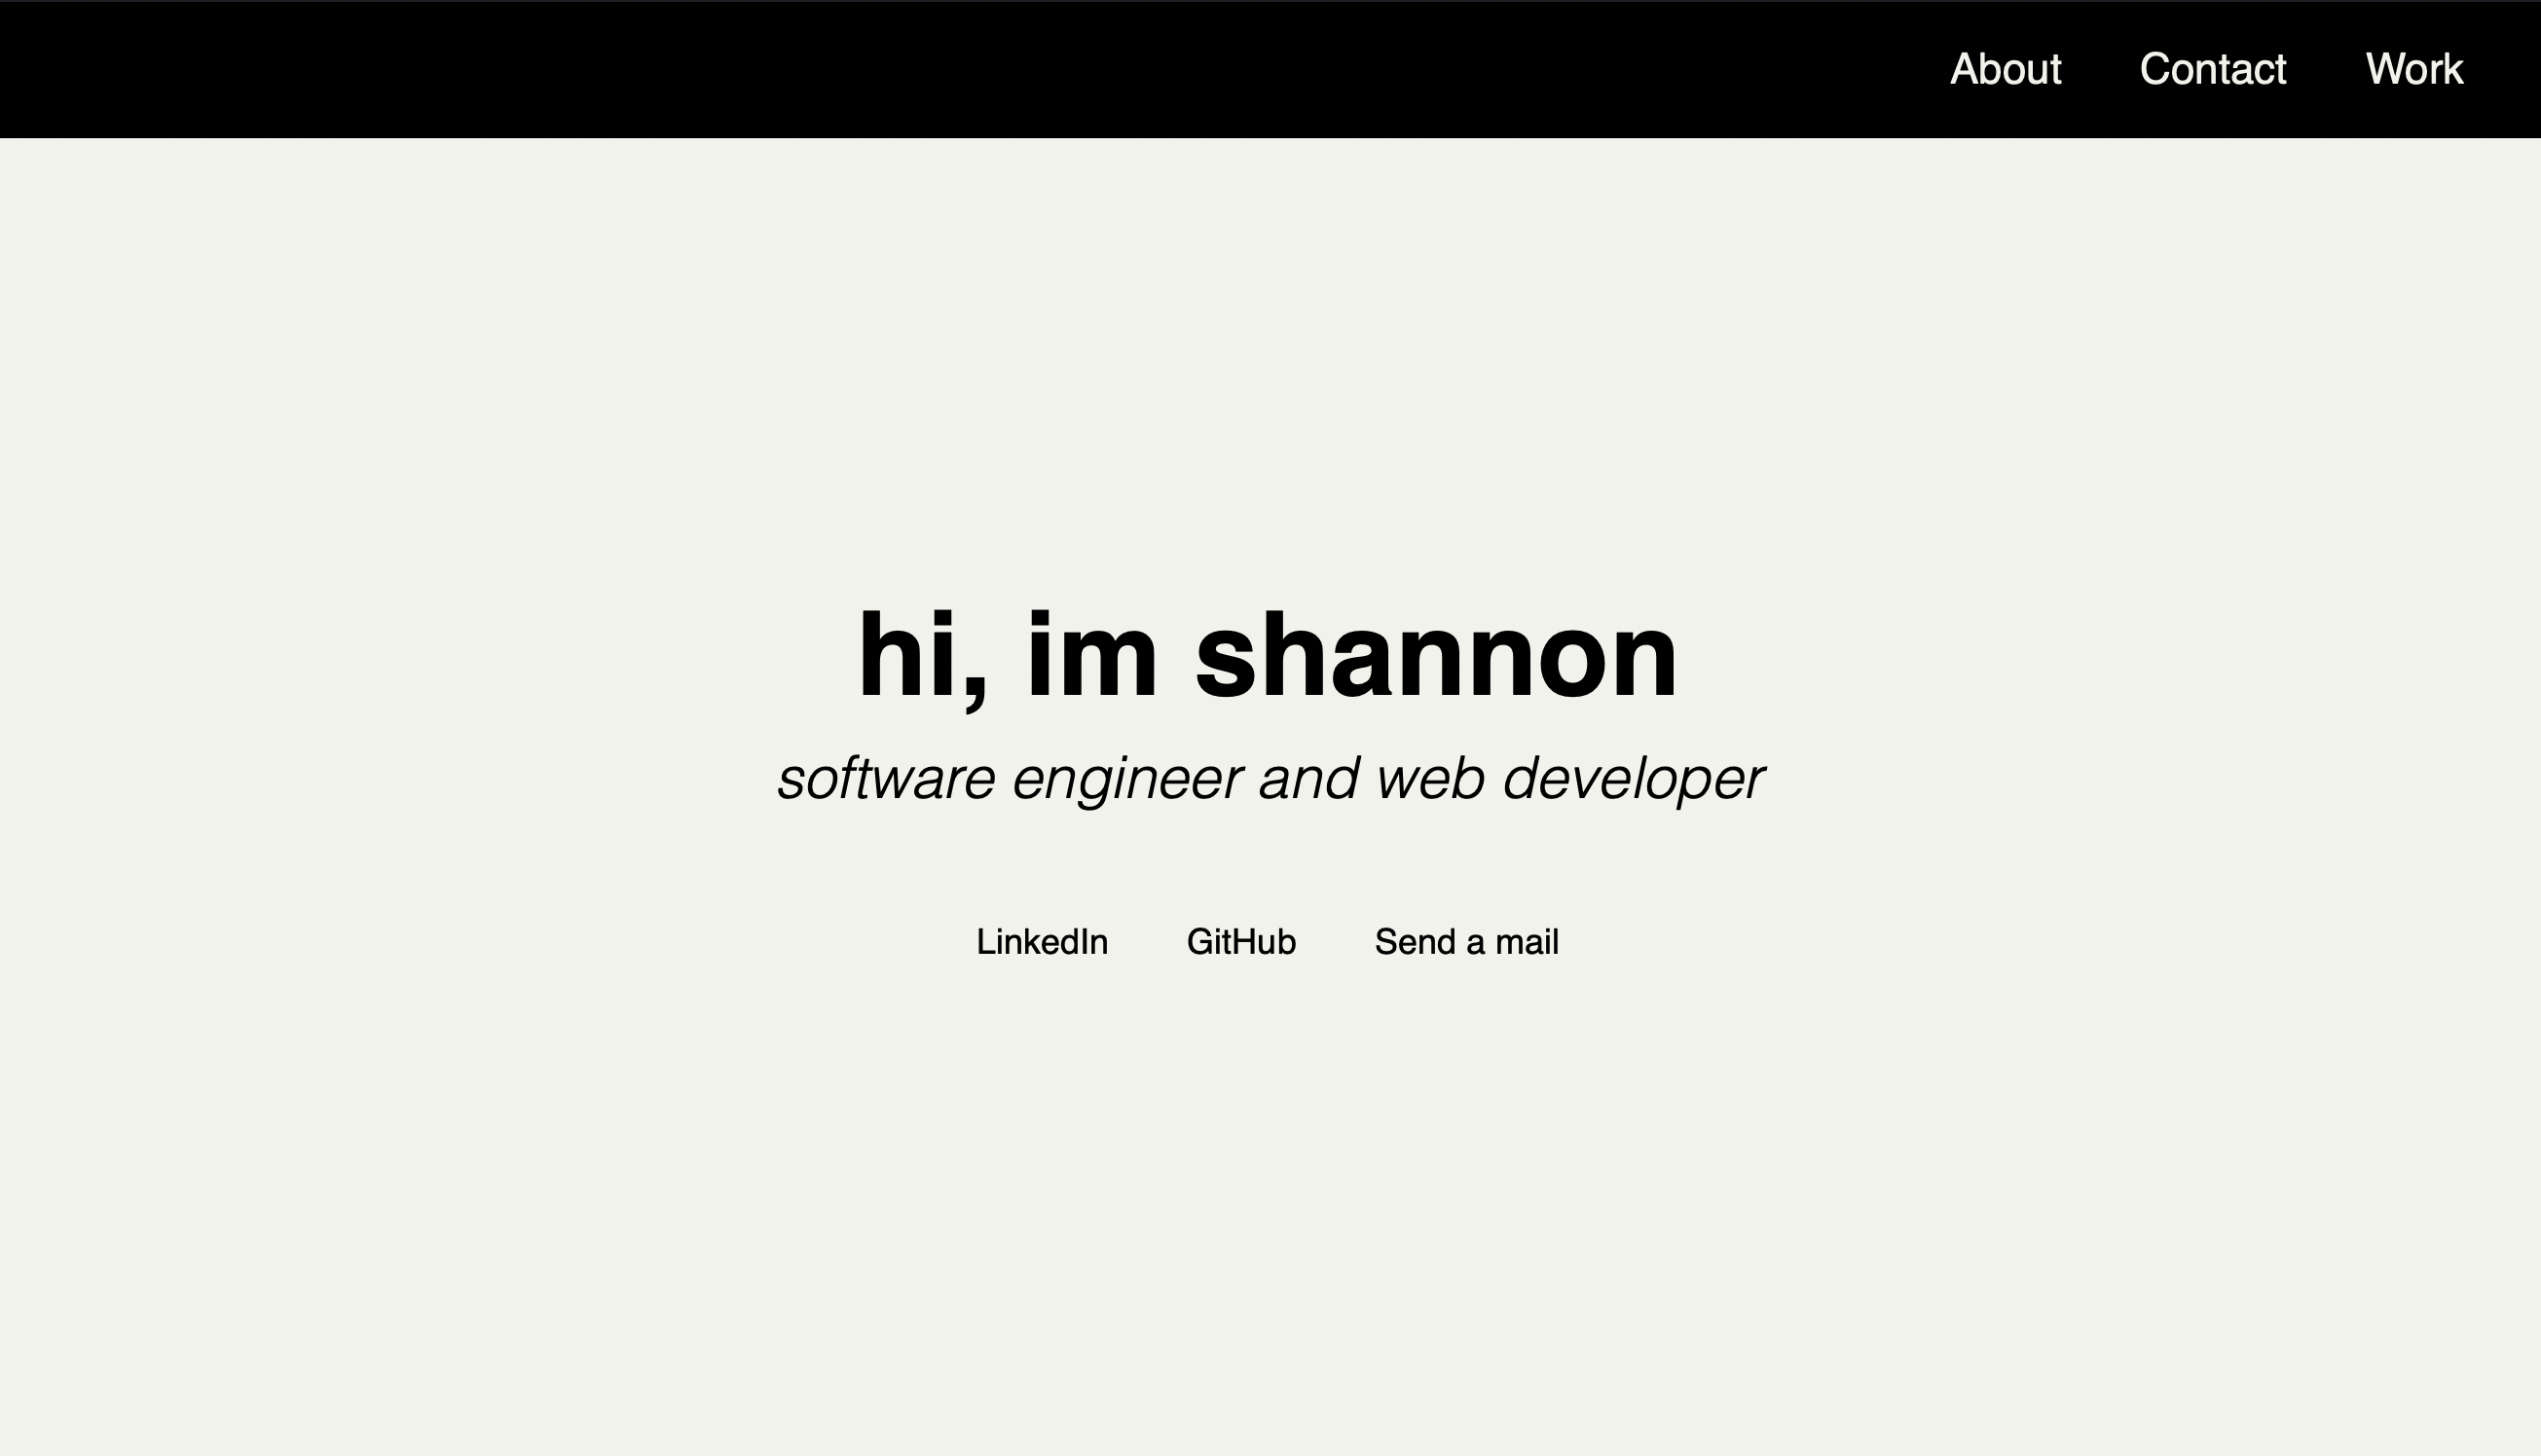 About Contact Work
hi, im shannon
software engineer and web developer
LinkedIn GitHub Send a mail